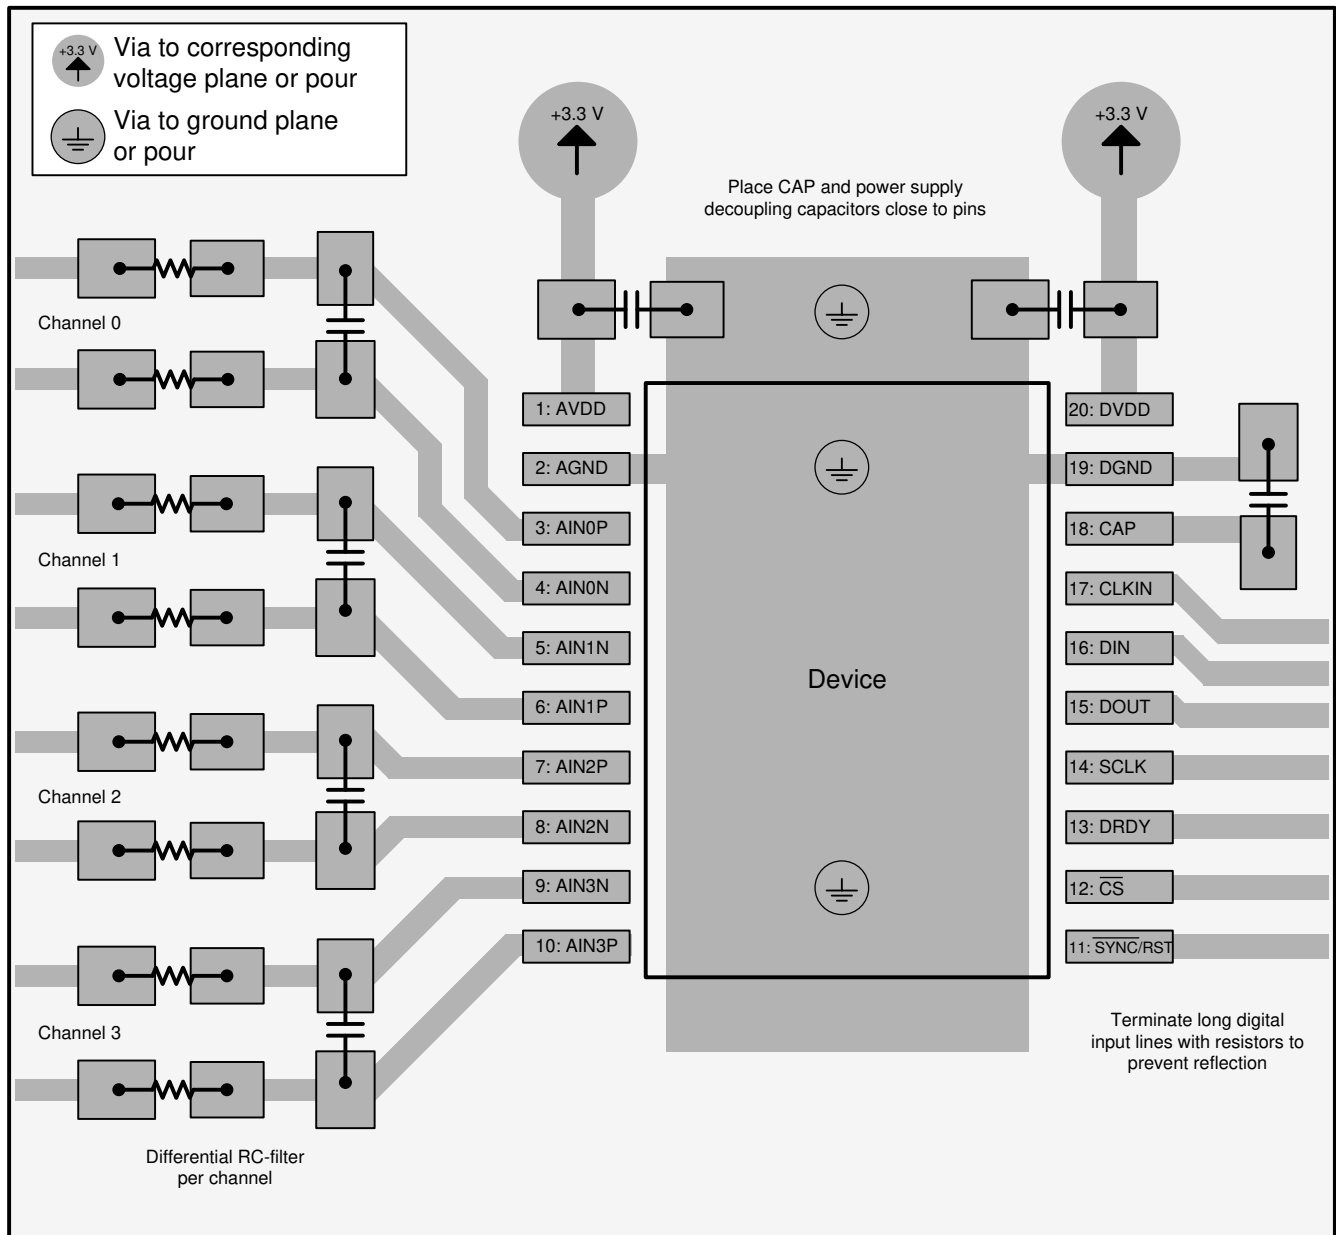 +3.3 V
Via to corresponding
voltage plane or pour
Via to ground plane
or pour
+3.3 V
+3.3 V
Place CAP and power supply
decoupling capacitors close to pins
Channel 0
Channel 1
Channel 2
Channel 3
1: AVDD
2: AGND
3: AIN0P
4: AIN0N
5: AIN1N
6: AIN1P
7: AIN2P
8: AIN2N
9: AIN3N
10: AIN3P
Device
20: DVDD
19: DGND
18: CAP
17: CLKIN
16: DIN
15: DOUT
14: SCLK
13: DRDY
12: C̅S̅
11: S̅Y̅N̅C̅/RST
Terminate long digital
input lines with resistors to
prevent reflection
Differential RC-filter
per channel